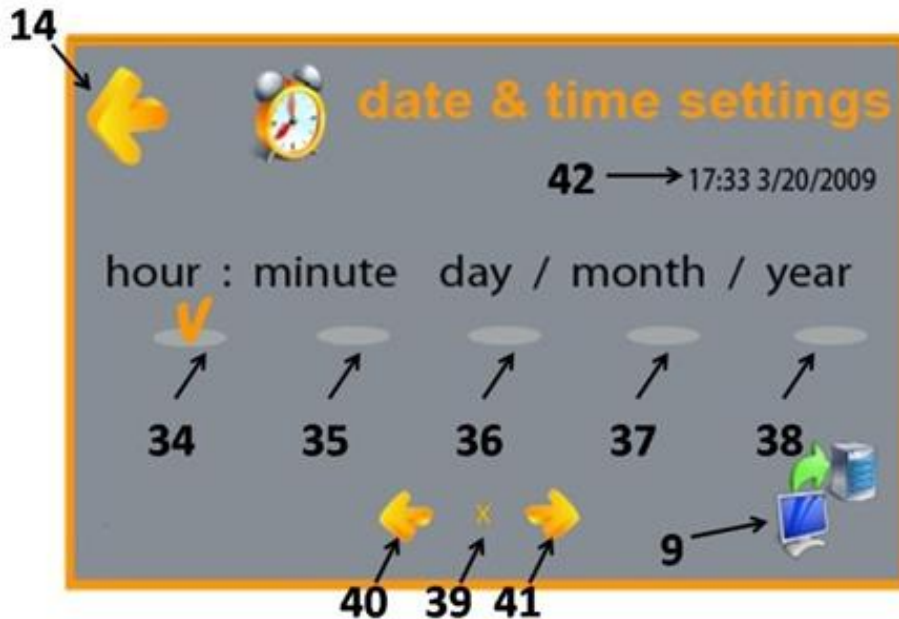 14
date & time settings
42 17:33 3/20/2009
hour : minute day / month / year
34 35 36 37 38
x
9
40 39 41